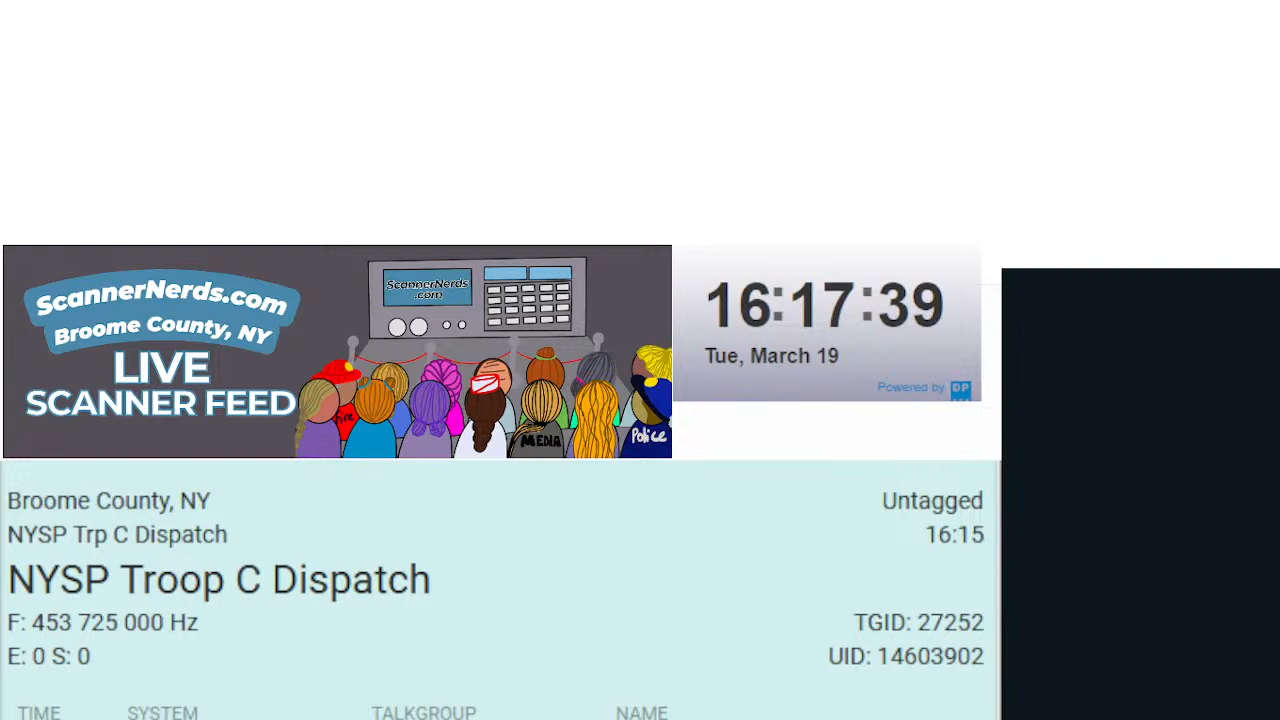 ScannerNerds.com
Broome County, NY
LIVE
SCANNER FEED
ScannerNerds
.com
fire
MEDIA
Police
16:17:39
Tue, March 19
Powered by DP
Broome County, NY
Untagged
NYSP Trp C Dispatch
16:15
NYSP Troop C Dispatch
F: 453 725 000 Hz
TGID: 27252
E: 0 S: 0
UID: 14603902
TIME SYSTEM TALKGROUP NAME